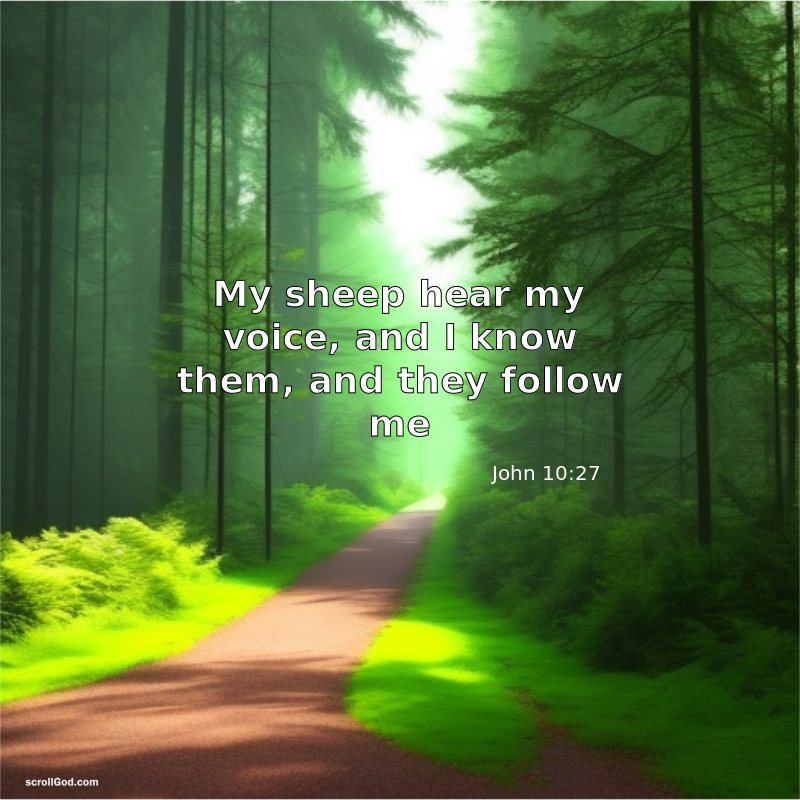 My sheep hear my
voice, and I know
them, and they follow
me
John 10:27
scrollGod.com